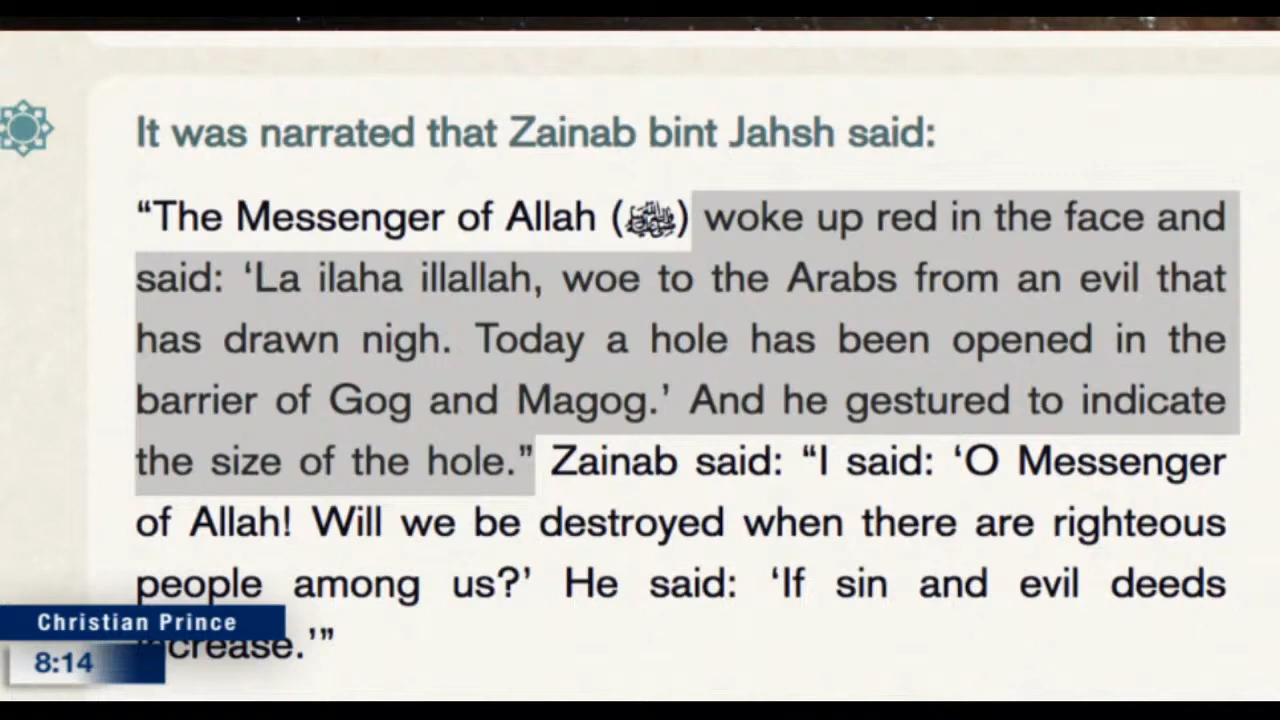 It was narrated that Zainab bint Jahsh said:
“The Messenger of Allah (ﷺ) woke up red in the face and
said: ‘La ilaha illallah, woe to the Arabs from an evil that
has drawn nigh. Today a hole has been opened in the
barrier of Gog and Magog.’ And he gestured to indicate
the size of the hole.” Zainab said: “I said: ‘O Messenger
of Allah! Will we be destroyed when there are righteous
people among us?’ He said: ‘If sin and evil deeds
increase.’”
Christian Prince
8:14